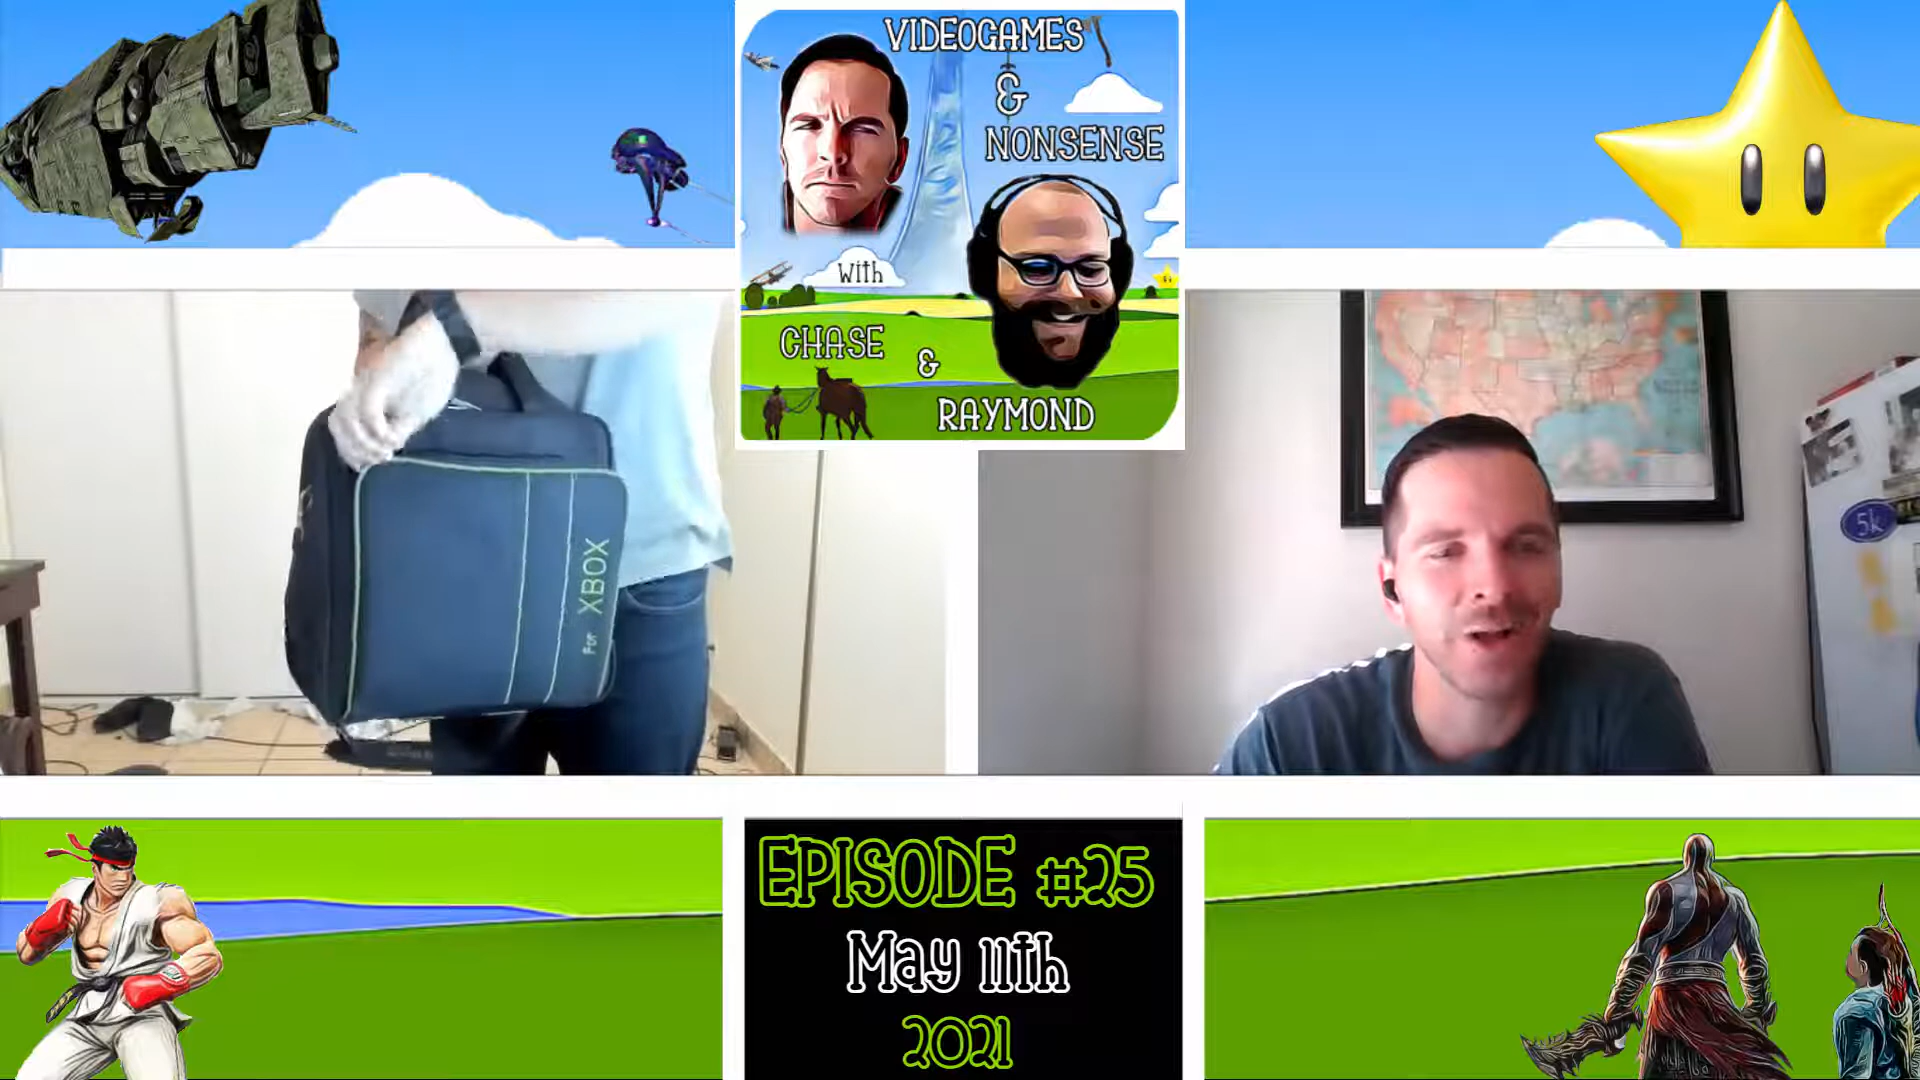 VIDEOGAMES
&
NONSENSE
With
CHASE
&
RAYMOND
For XBOX
5k
EPISODE #25
May 11th
2021